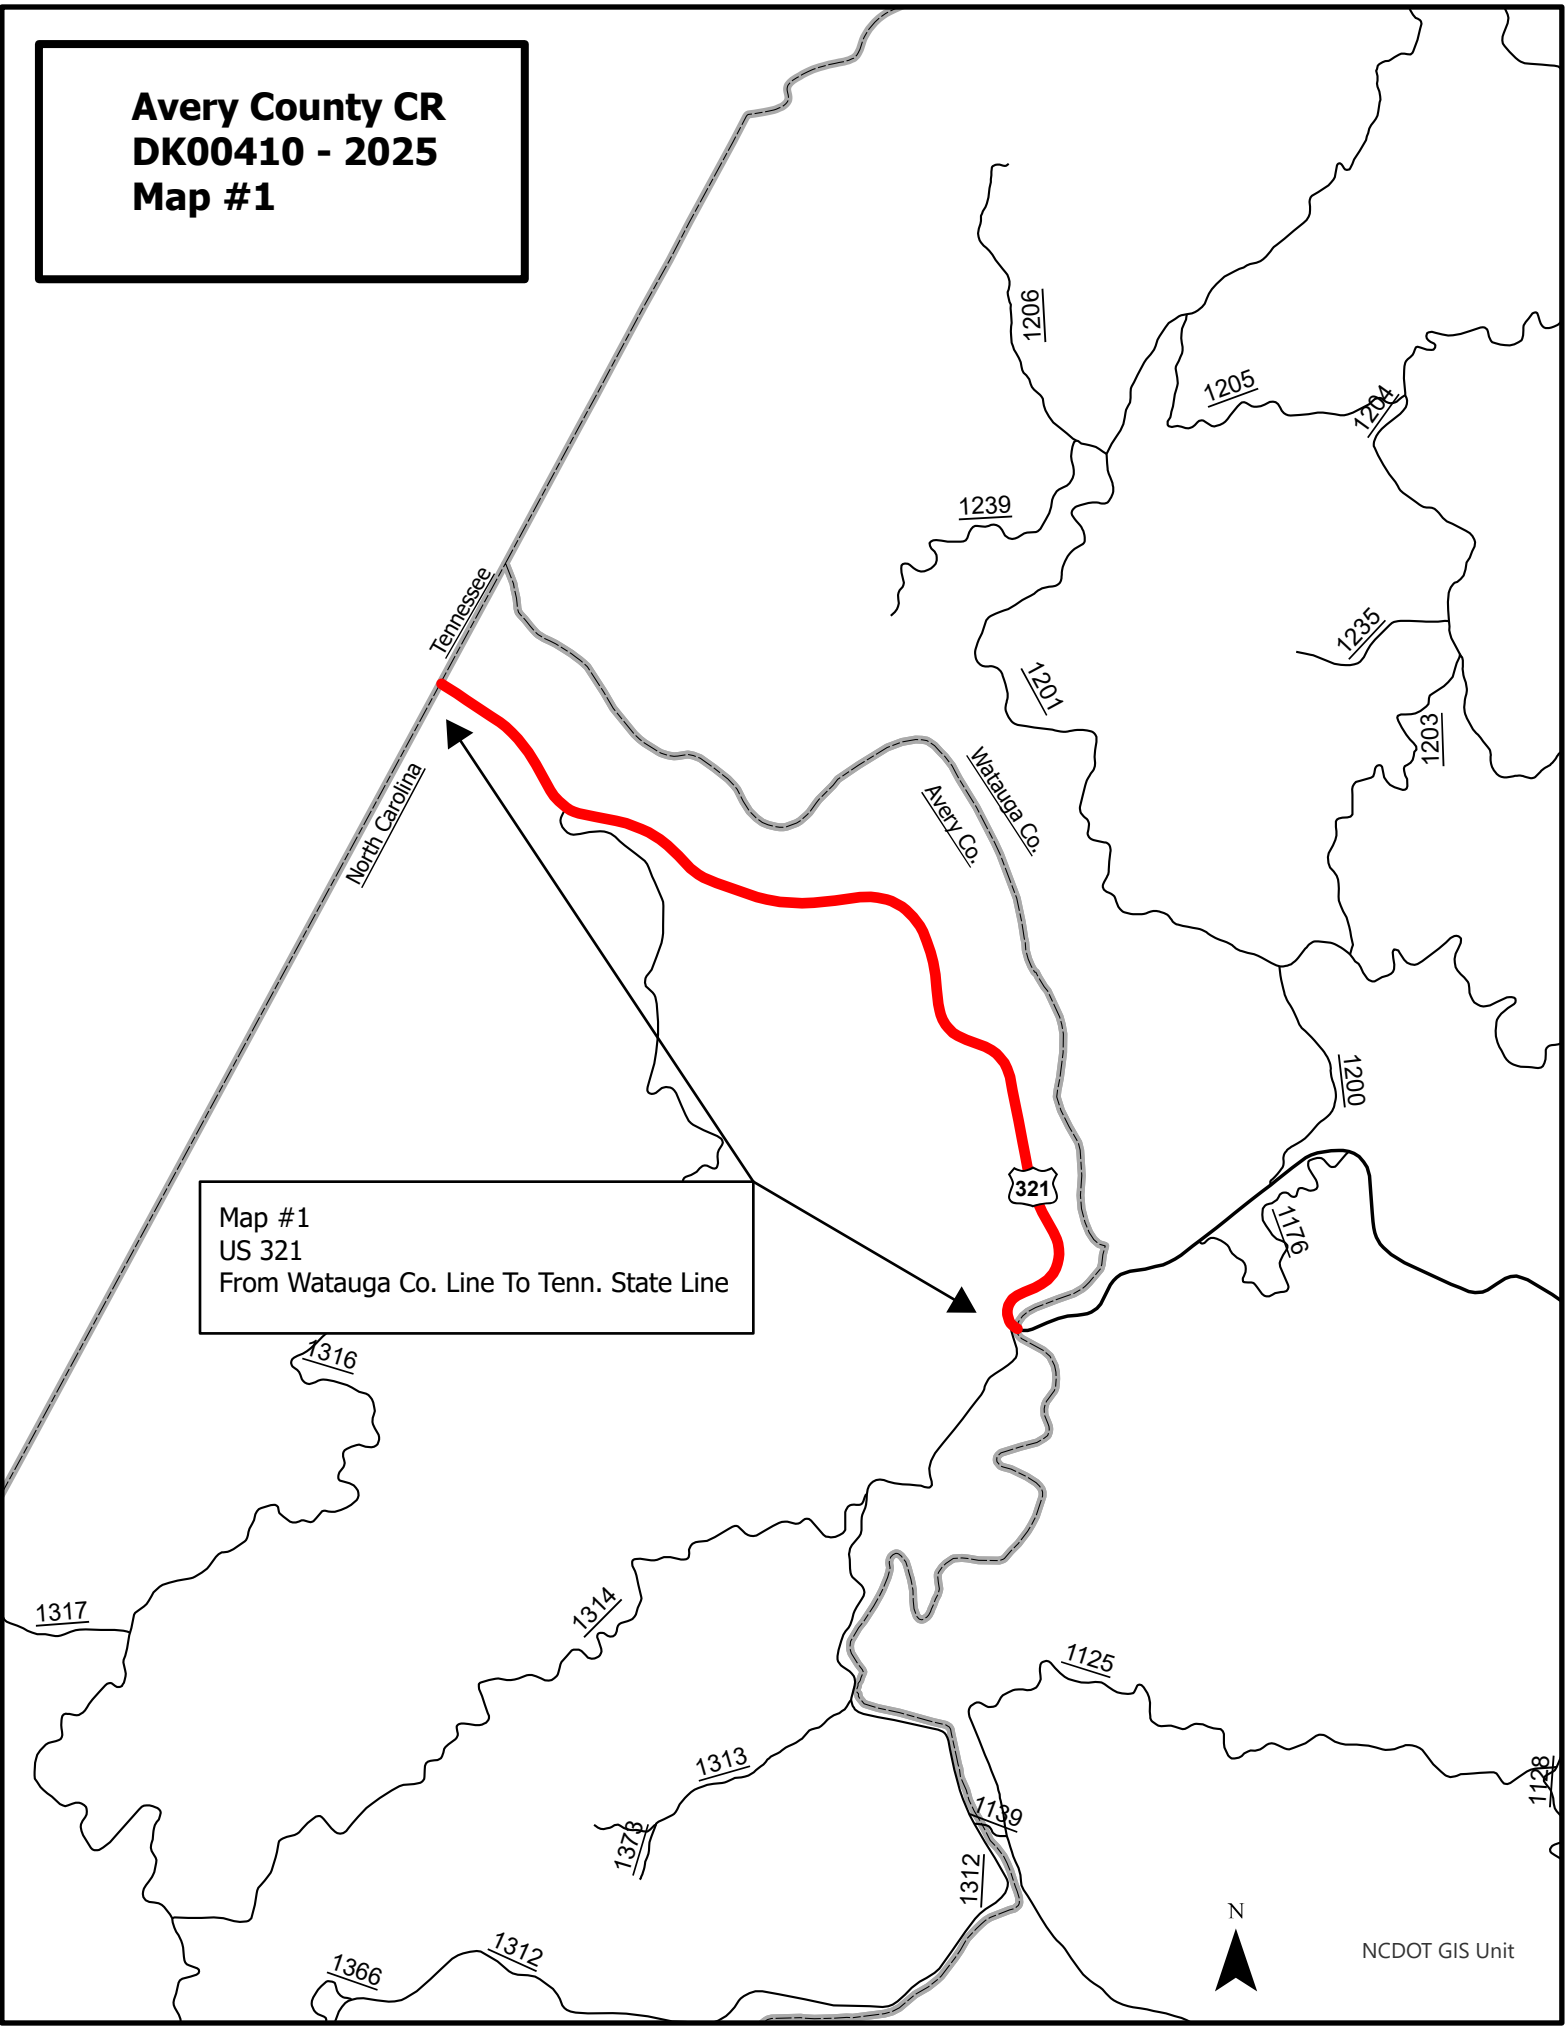 Avery County CR
DK00410 - 2025
Map #1
1206
1205
1204
1239
Tennessee
1235
1201
1203
North Carolina
Watauga Co.
Avery Co.
1200
321
Map #1
US 321
From Watauga Co. Line To Tenn. State Line
1176
1316
1317
1314
1125
1313
1128
1139
1373
1312
N
NCDOT GIS Unit
1312
1366